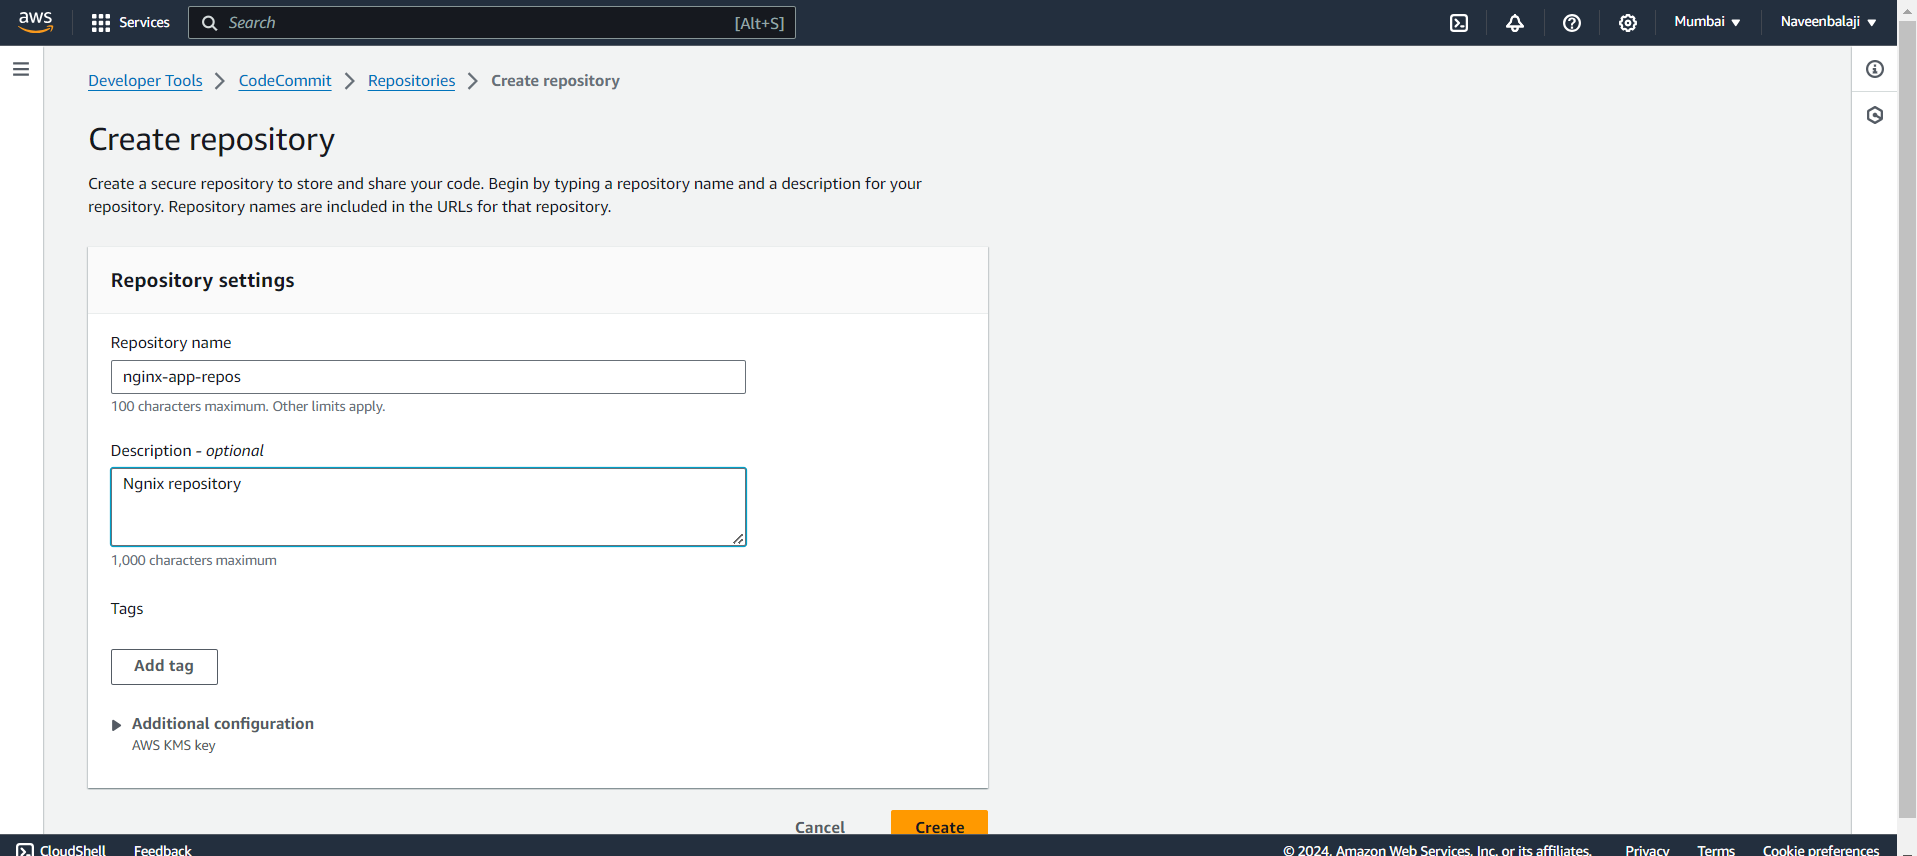 aws
Services
Search
[Alt+S]
Mumbai
Naveenbalaji
Developer Tools
CodeCommit
Repositories
Create repository
Create repository
Create a secure repository to store and share your code. Begin by typing a repository name and a description for your
repository. Repository names are included in the URLs for that repository.
Repository settings
Repository name
nginx-app-repos
100 characters maximum. Other limits apply.
Description - optional
Ngnix repository
1,000 characters maximum
Tags
Add tag
Additional configuration
AWS KMS key
Cancel
Create
CloudShell
Feedback
© 2024, Amazon Web Services, Inc. or its affiliates.
Privacy
Terms
Cookie preferences